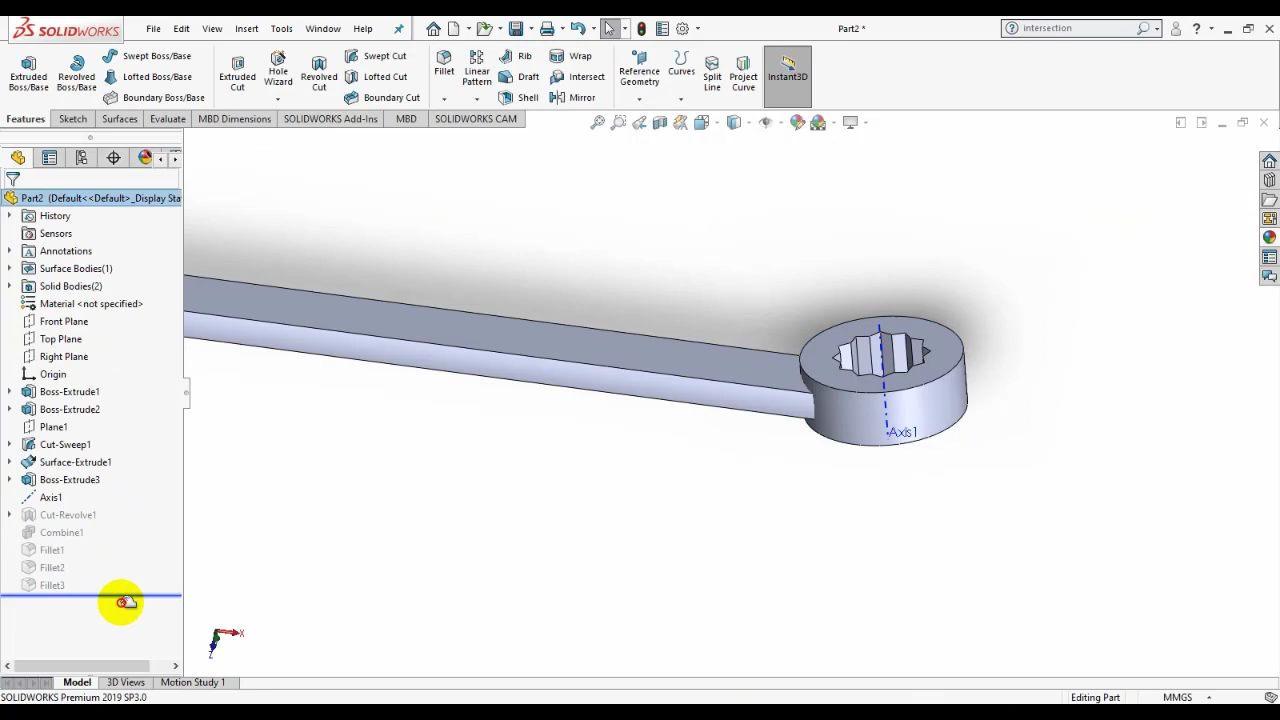 SOLIDWORKS File Edit View Insert Tools Window Help Part2 * intersection
Extruded Boss/Base
Revolved Boss/Base
Swept Boss/Base
Lofted Boss/Base
Boundary Boss/Base
Extruded Cut
Hole Wizard
Revolved Cut
Swept Cut
Lofted Cut
Boundary Cut
Fillet
Linear Pattern
Rib
Draft
Shell
Wrap
Intersect
Mirror
Reference Geometry
Curves
Split Line
Project Curve
Instant3D
Features Sketch Surfaces Evaluate MBD Dimensions SOLIDWORKS Add-Ins MBD SOLIDWORKS CAM
Part2 (Default<<Default>_Display Sta
History
Sensors
Annotations
Surface Bodies(1)
Solid Bodies(2)
Material <not specified>
Front Plane
Top Plane
Right Plane
Origin
Boss-Extrude1
Boss-Extrude2
Plane1
Cut-Sweep1
Surface-Extrude1
Boss-Extrude3
Axis1
Cut-Revolve1
Combine1
Fillet1
Fillet2
Fillet3
Axis1
X
Z
Model 3D Views Motion Study 1
SOLIDWORKS Premium 2019 SP3.0 Editing Part MMGS